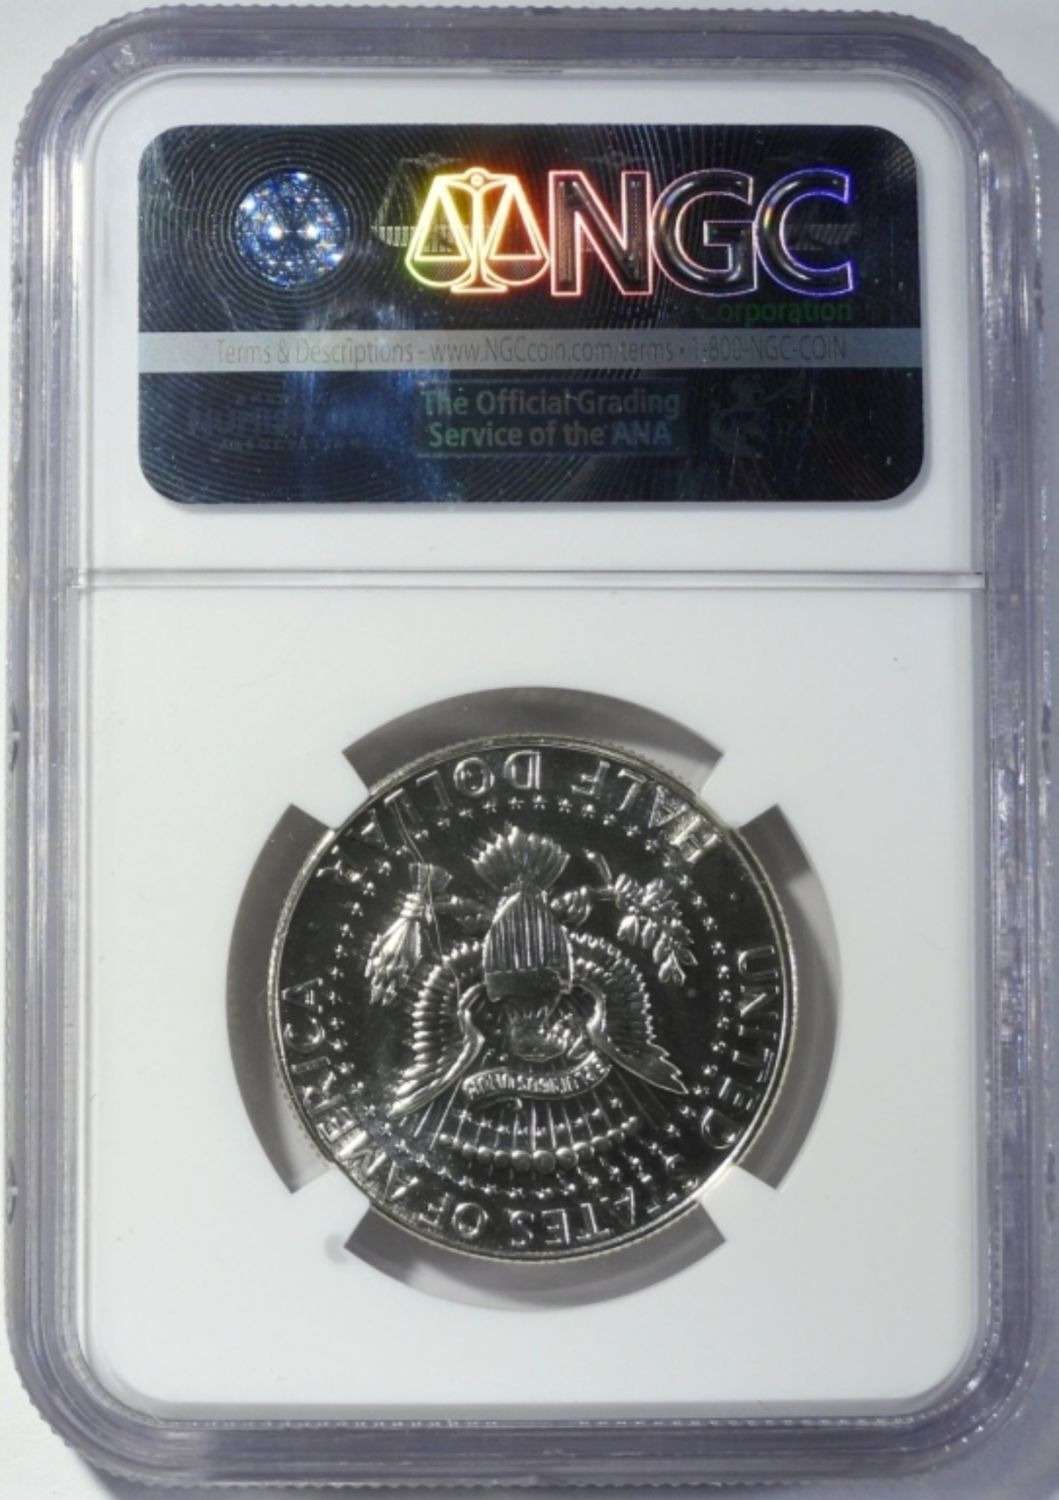 NGC
Corporation
Terms & Descriptions - www.NGCcoin.com/terms • 1-800-NGC-COIN
The Official Grading
Service of the ANA
UNITED STATES OF AMERICA
HALF DOLLAR